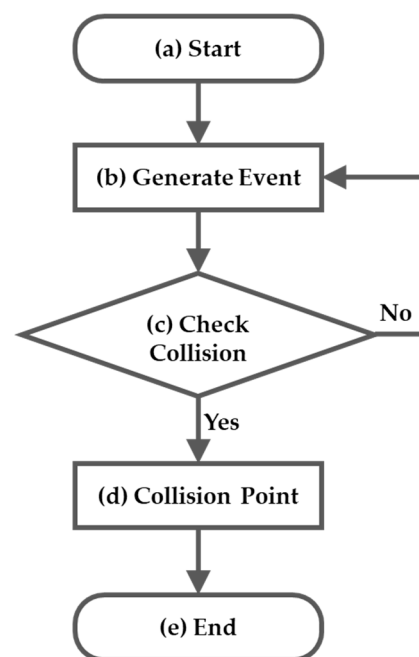 (a) Start
(b) Generate Event
(c) Check
Collision
No
Yes
(d) Collision Point
(e) End